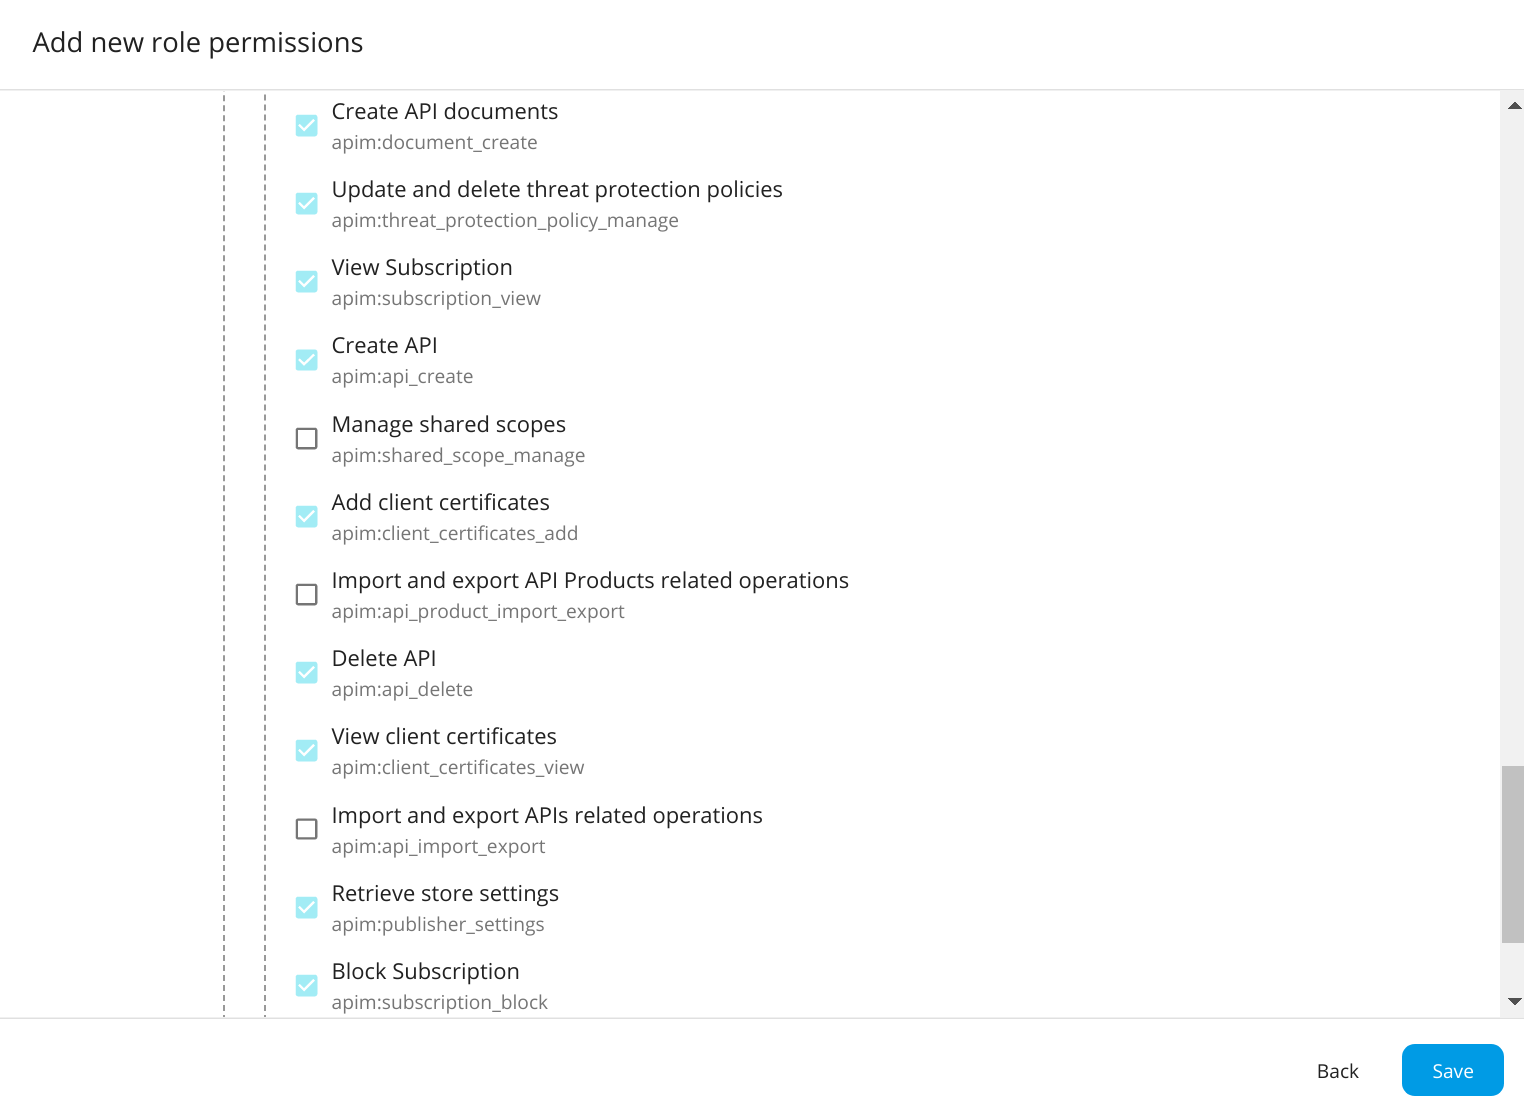 Add new role permissions
Create API documents
apim:document_create
Update and delete threat protection policies
apim:threat_protection_policy_manage
View Subscription
apim:subscription_view
Create API
apim:api_create
Manage shared scopes
apim:shared_scope_manage
Add client certificates
apim:client_certificates_add
Import and export API Products related operations
apim:api_product_import_export
Delete API
apim:api_delete
View client certificates
apim:client_certificates_view
Import and export APIs related operations
apim:api_import_export
Retrieve store settings
apim:publisher_settings
Block Subscription
apim:subscription_block
Back
Save